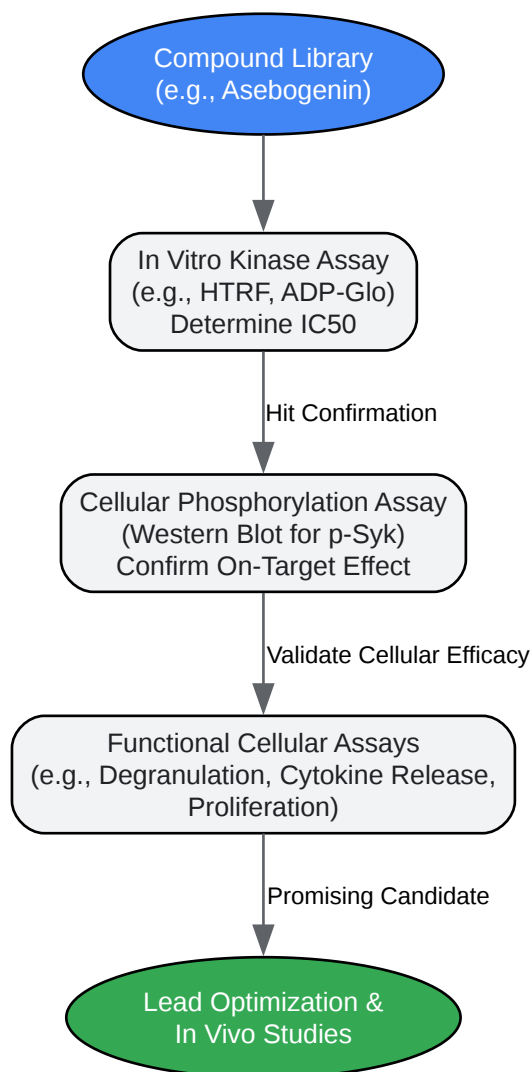 Compound Library
(e.g., Asebogenin)
In Vitro Kinase Assay
(e.g., HTRF, ADP-Glo)
Determine IC50
Hit Confirmation
Cellular Phosphorylation Assay
(Western Blot for p-Syk)
Confirm On-Target Effect
Validate Cellular Efficacy
Functional Cellular Assays
(e.g., Degranulation, Cytokine Release,
Proliferation)
Promising Candidate
Lead Optimization &
In Vivo Studies